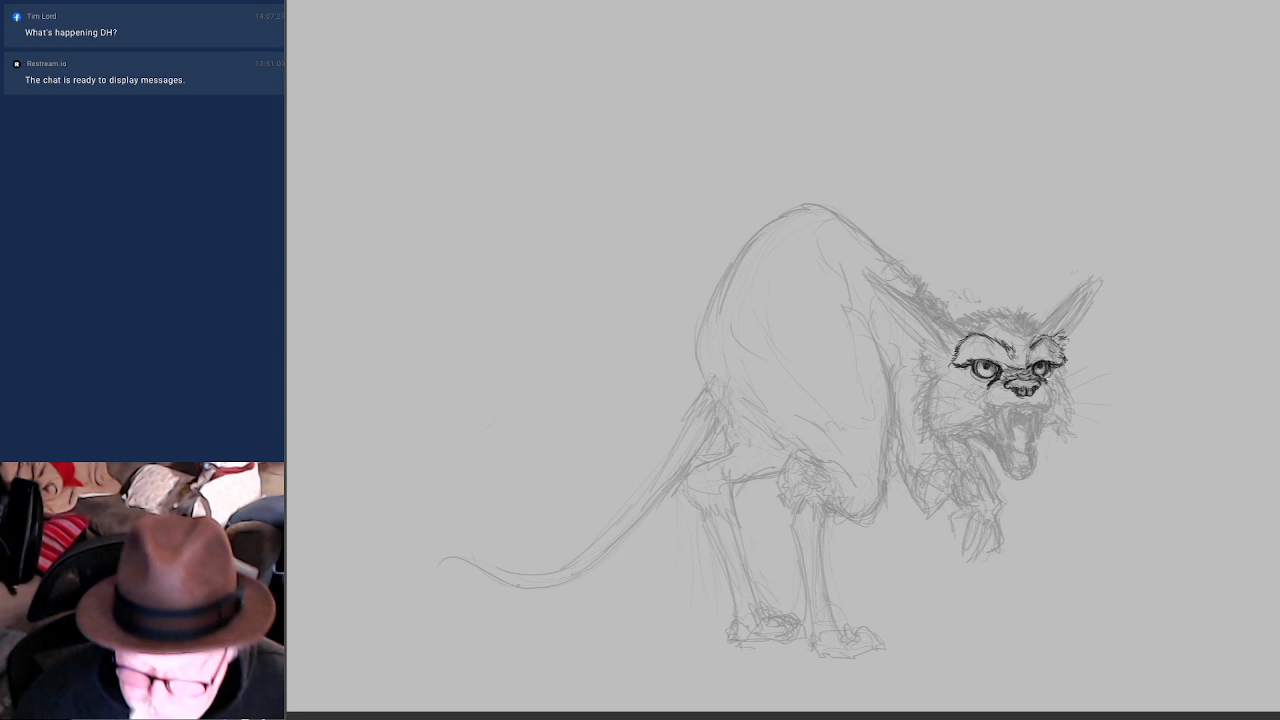 Tim Lord
What's happening DH?
Restream.io
The chat is ready to display messages.